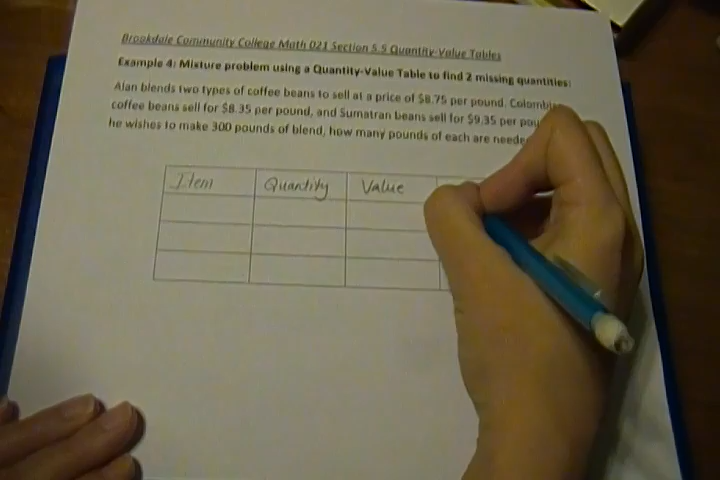 Brookdale Community College Math 021 Section 5.5 Quantity-Value Tables
Example 4: Mixture problem using a Quantity-Value Table to find 2 missing quantities:
Alan blends two types of coffee beans to sell at a price of $8.75 per pound.
coffee beans sell for $8.35 per pound, and Sumatran beans sell for $9.35 per
he wishes to make 300 pounds of blend, how many pounds of each are
Item Quantity Value